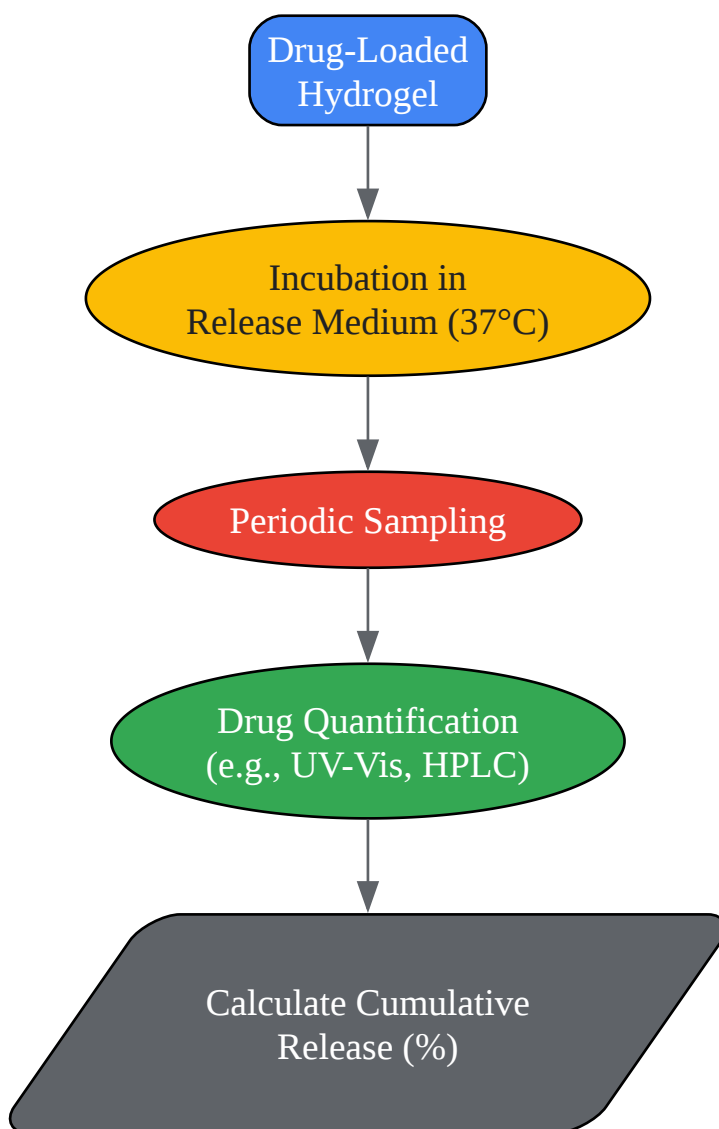 Drug-Loaded
Hydrogel
Incubation in
Release Medium (37°C)
Periodic Sampling
Drug Quantification
(e.g., UV-Vis, HPLC)
Calculate Cumulative
Release (%)